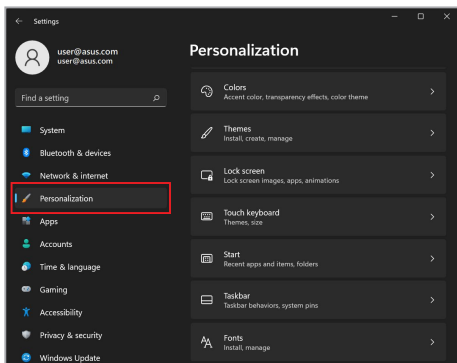 Settings
user@asus.com
user@asus.com
Find a setting
System
Bluetooth & devices
Network & internet
Personalization
Apps
Accounts
Time & language
Gaming
Accessibility
Privacy & security
Windows Update
Personalization
Colors
Accent color, transparency effects, color theme
Themes
Install, create, manage
Lock screen
Lock screen images, apps, animations
Touch keyboard
Themes, size
Start
Recent apps and items, folders
Taskbar
Taskbar behaviors, system pins
Fonts
Install, manage